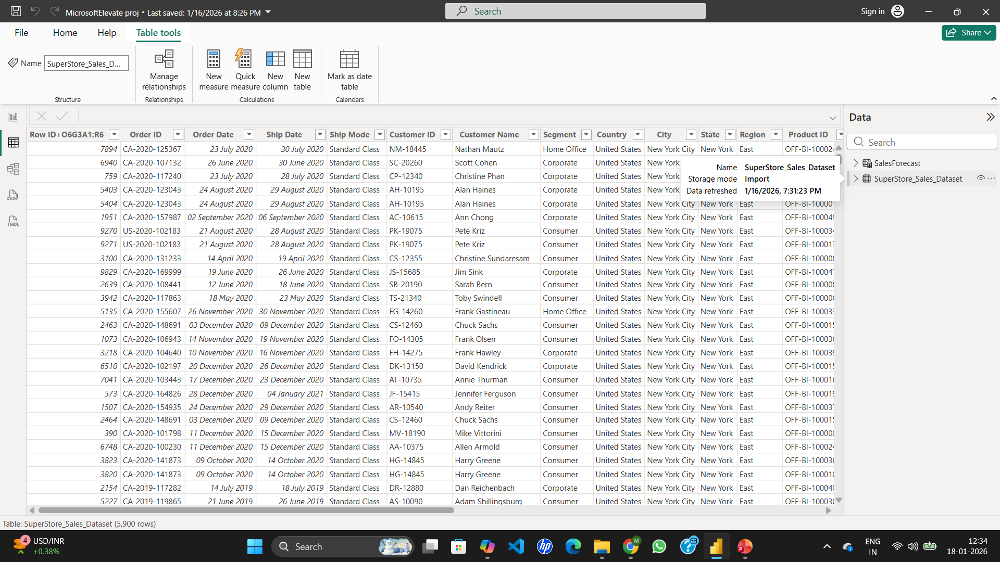 MicrosoftElevate proj • Last saved: 1/16/2026 at 8:26 PM
Search
Sign in
File Home Help Table tools
Share
Name SuperStore_Sales_D...
Manage relationships
New measure
Quick measure
New column
New table
Mark as date table
Structure
Relationships
Calculations
Calendars
Data
Search
SalesForecast
SuperStore_Sales_Dataset
Name SuperStore_Sales_Dataset
Storage mode Import
Data refreshed 1/16/2026, 7:31:23 PM
DAX
TMDL
Row ID+O6G3A1:R6 Order ID Order Date Ship Date Ship Mode Customer ID Customer Name Segment Country City State Region Product ID
7894 CA-2020-125367 23 July 2020 30 July 2020 Standard Class NM-18445 Nathan Mautz Home Office United States New York City New York East OFF-BI-100024
6940 CA-2020-107132 26 June 2020 30 June 2020 Standard Class SC-20260 Scott Cohen Corporate United States New York
759 CA-2020-117240 23 July 2020 28 July 2020 Standard Class CP-12340 Christine Phan Corporate United States New York
5403 CA-2020-123043 24 August 2020 29 August 2020 Standard Class AH-10195 Alan Haines Corporate United States New York
5404 CA-2020-123043 24 August 2020 29 August 2020 Standard Class AH-10195 Alan Haines Corporate United States New York City New York East OFF-BI-100001
1951 CA-2020-157987 02 September 2020 06 September 2020 Standard Class AC-10615 Ann Chong Corporate United States New York City New York East OFF-BI-100049
9270 US-2020-102183 21 August 2020 28 August 2020 Standard Class PK-19075 Pete Kriz Consumer United States New York City New York East OFF-BI-100034
9271 US-2020-102183 21 August 2020 28 August 2020 Standard Class PK-19075 Pete Kriz Consumer United States New York City New York East OFF-BI-100013
3100 CA-2020-131233 14 April 2020 19 April 2020 Standard Class CS-12355 Christine Sundaresam Consumer United States New York City New York East OFF-BI-100008
9829 CA-2020-169999 19 June 2020 26 June 2020 Standard Class JS-15685 Jim Sink Corporate United States New York City New York East OFF-BI-100047
2639 CA-2020-108441 12 June 2020 18 June 2020 Standard Class SB-20190 Sarah Bern Consumer United States New York City New York East OFF-BI-100008
3942 CA-2020-117863 18 May 2020 23 May 2020 Standard Class TS-21340 Toby Swindell Consumer United States New York City New York East OFF-BI-100006
5135 CA-2020-155607 26 November 2020 30 November 2020 Standard Class FG-14260 Frank Gastineau Home Office United States New York City New York East OFF-BI-100033
2463 CA-2020-148691 03 December 2020 09 December 2020 Standard Class CS-12460 Chuck Sachs Consumer United States New York City New York East OFF-BI-100015
1073 CA-2020-106943 14 November 2020 19 November 2020 Standard Class FO-14305 Frank Olsen Consumer United States New York City New York East OFF-BI-100036
3218 CA-2020-104640 10 November 2020 16 November 2020 Standard Class FH-14275 Frank Hawley Corporate United States New York City New York East OFF-BI-100039
6510 CA-2020-102197 20 December 2020 26 December 2020 Standard Class DK-13150 David Kendrick Corporate United States New York City New York East OFF-BI-100015
7041 CA-2020-103443 17 December 2020 23 December 2020 Standard Class AT-10735 Annie Thurman Consumer United States New York City New York East OFF-BI-100016
573 CA-2020-164826 28 December 2020 04 January 2021 Standard Class JF-15415 Jennifer Ferguson Consumer United States New York City New York East OFF-BI-100019
1507 CA-2020-154935 24 December 2020 29 December 2020 Standard Class AR-10540 Andy Reiter Consumer United States New York City New York East OFF-BI-100037
2464 CA-2020-148691 03 December 2020 09 December 2020 Standard Class CS-12460 Chuck Sachs Consumer United States New York City New York East OFF-BI-100015
390 CA-2020-101798 11 December 2020 15 December 2020 Standard Class MV-18190 Mike Vittorini Consumer United States New York City New York East OFF-BI-100000
6748 CA-2020-100230 11 December 2020 15 December 2020 Standard Class AA-10375 Allen Armold Consumer United States New York City New York East OFF-BI-100024
3823 CA-2020-141873 09 October 2020 14 October 2020 Standard Class HG-14845 Harry Greene Consumer United States New York City New York East OFF-BI-100036
3820 CA-2020-141873 09 October 2020 14 October 2020 Standard Class HG-14845 Harry Greene Consumer United States New York City New York East OFF-BI-100010
2154 CA-2019-117282 14 July 2019 18 July 2019 Standard Class DR-12880 Dan Reichenbach Corporate United States New York City New York East OFF-BI-100040
5227 CA-2019-119865 21 June 2019 26 June 2019 Standard Class AS-10090 Adam Shillingsburg Consumer United States New York City New York East OFF-BI-100030
Table: SuperStore_Sales_Dataset (5,900 rows)
4
USD/INR
+0.38%
Search
hp
M
P
ENG
IN
12:34
18-01-2026